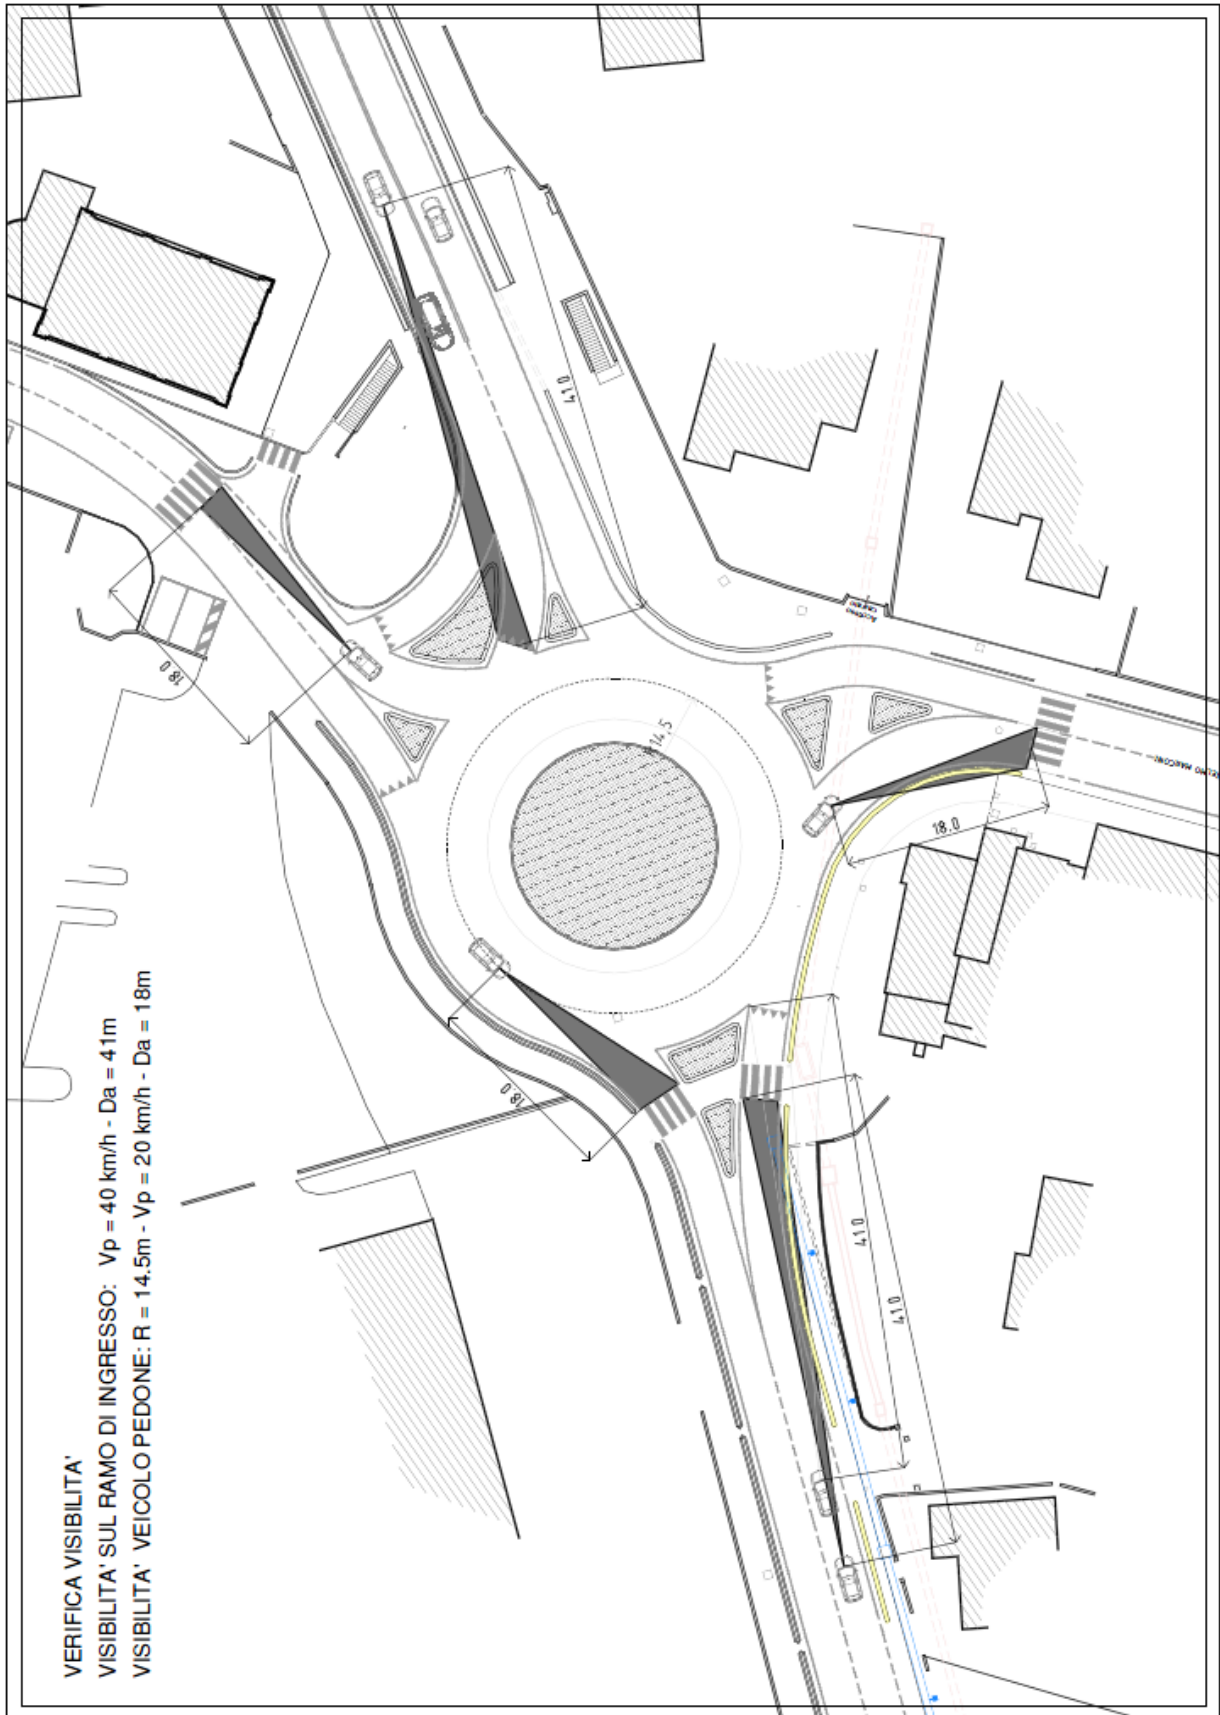 VERIFICA VISIBILITA'
VISIBILITA' SUL RAMO DI INGRESSO: Vp = 40 km/h - Da = 41m
VISIBILITA' VEICOLO PEDONE: R = 14.5m - Vp = 20 km/h - Da = 18m
41.0
18.0
14.5
18.0
18.0
41.0
41.0
MARCONI